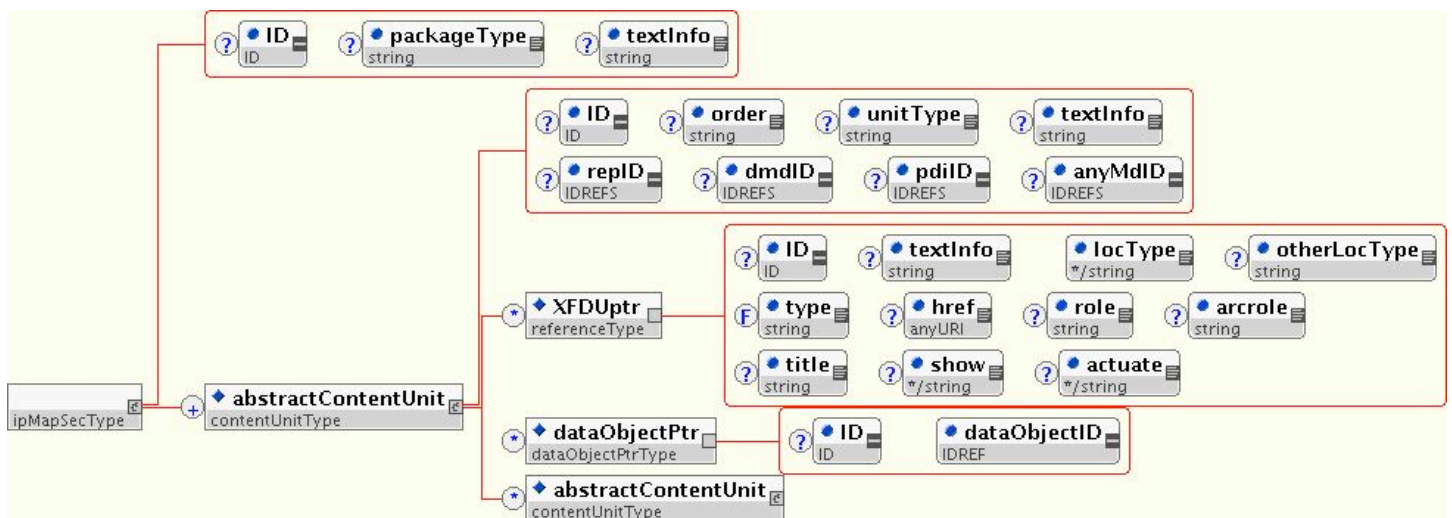 ? ID ? packageType ? textInfo
ID string string
? ID ? order ? unitType ? textInfo
ID string string string
? repID ? dmdID ? pdiID ? anyMdID
IDREFS IDREFS IDREFS IDREFS
? ID ? textInfo locType ? otherLocType
ID string */string string
* XFDUptr F type ? href ? role ? arcrole
referenceType string anyURI string string
? title ? show ? actuate
string */string */string
+ abstractContentUnit
ipMapSecType contentUnitType
* dataObjectPtr ? ID dataObjectID
dataObjectPtrType ID IDREF
* abstractContentUnit
contentUnitType